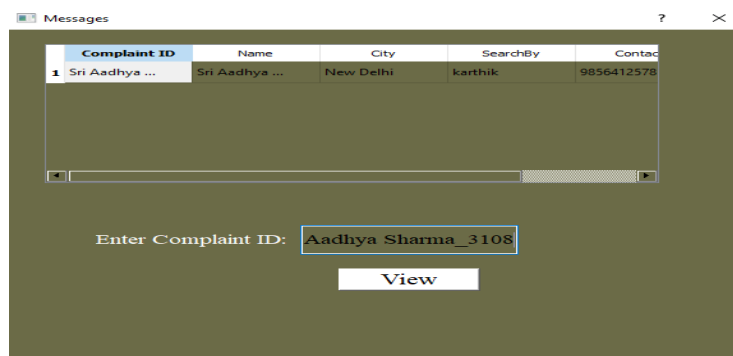 Messages ?
Complaint ID Name City SearchBy Contac
1 Sri Aadhya ... Sri Aadhya ... New Delhi karthik 9856412578
Enter Complaint ID: Aadhya Sharma_3108
View